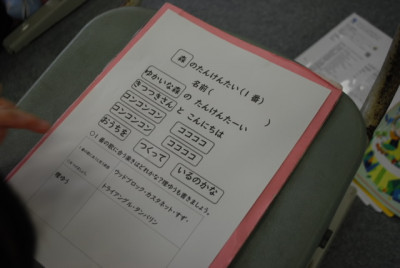 森のたんけんたい(1番)
名前(　　　　)
ゆかいな森の たんけんたーい
きつつきさんと こんにちは
コンコンコン ココココ
コンコンコン ココココ
おうちを つくって いるのかな
ウッドブロック・カスタネット・すず・
トライアングル・タンバリン